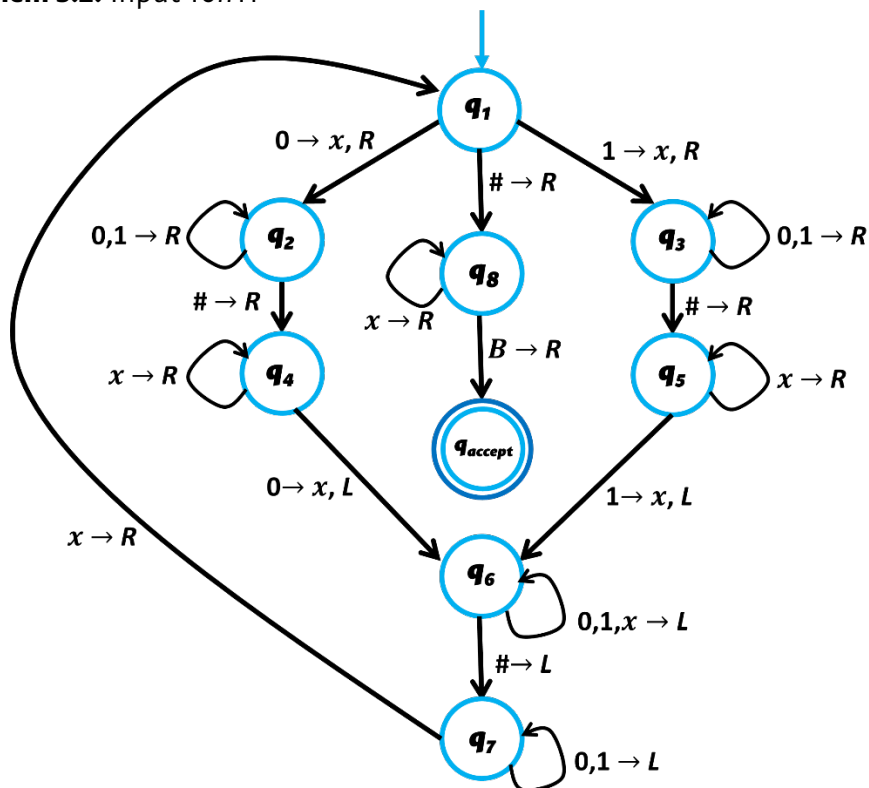 q₁
0 → x, R
# → R
1 → x, R
0,1 → R
q₂
q₈
q₃
0,1 → R
# → R
x → R
# → R
x → R
q₄
B → R
q₅
x → R
q_accept
0→ x, L
1→ x, L
x → R
q₆
0,1,x → L
#→ L
q₇
0,1 → L